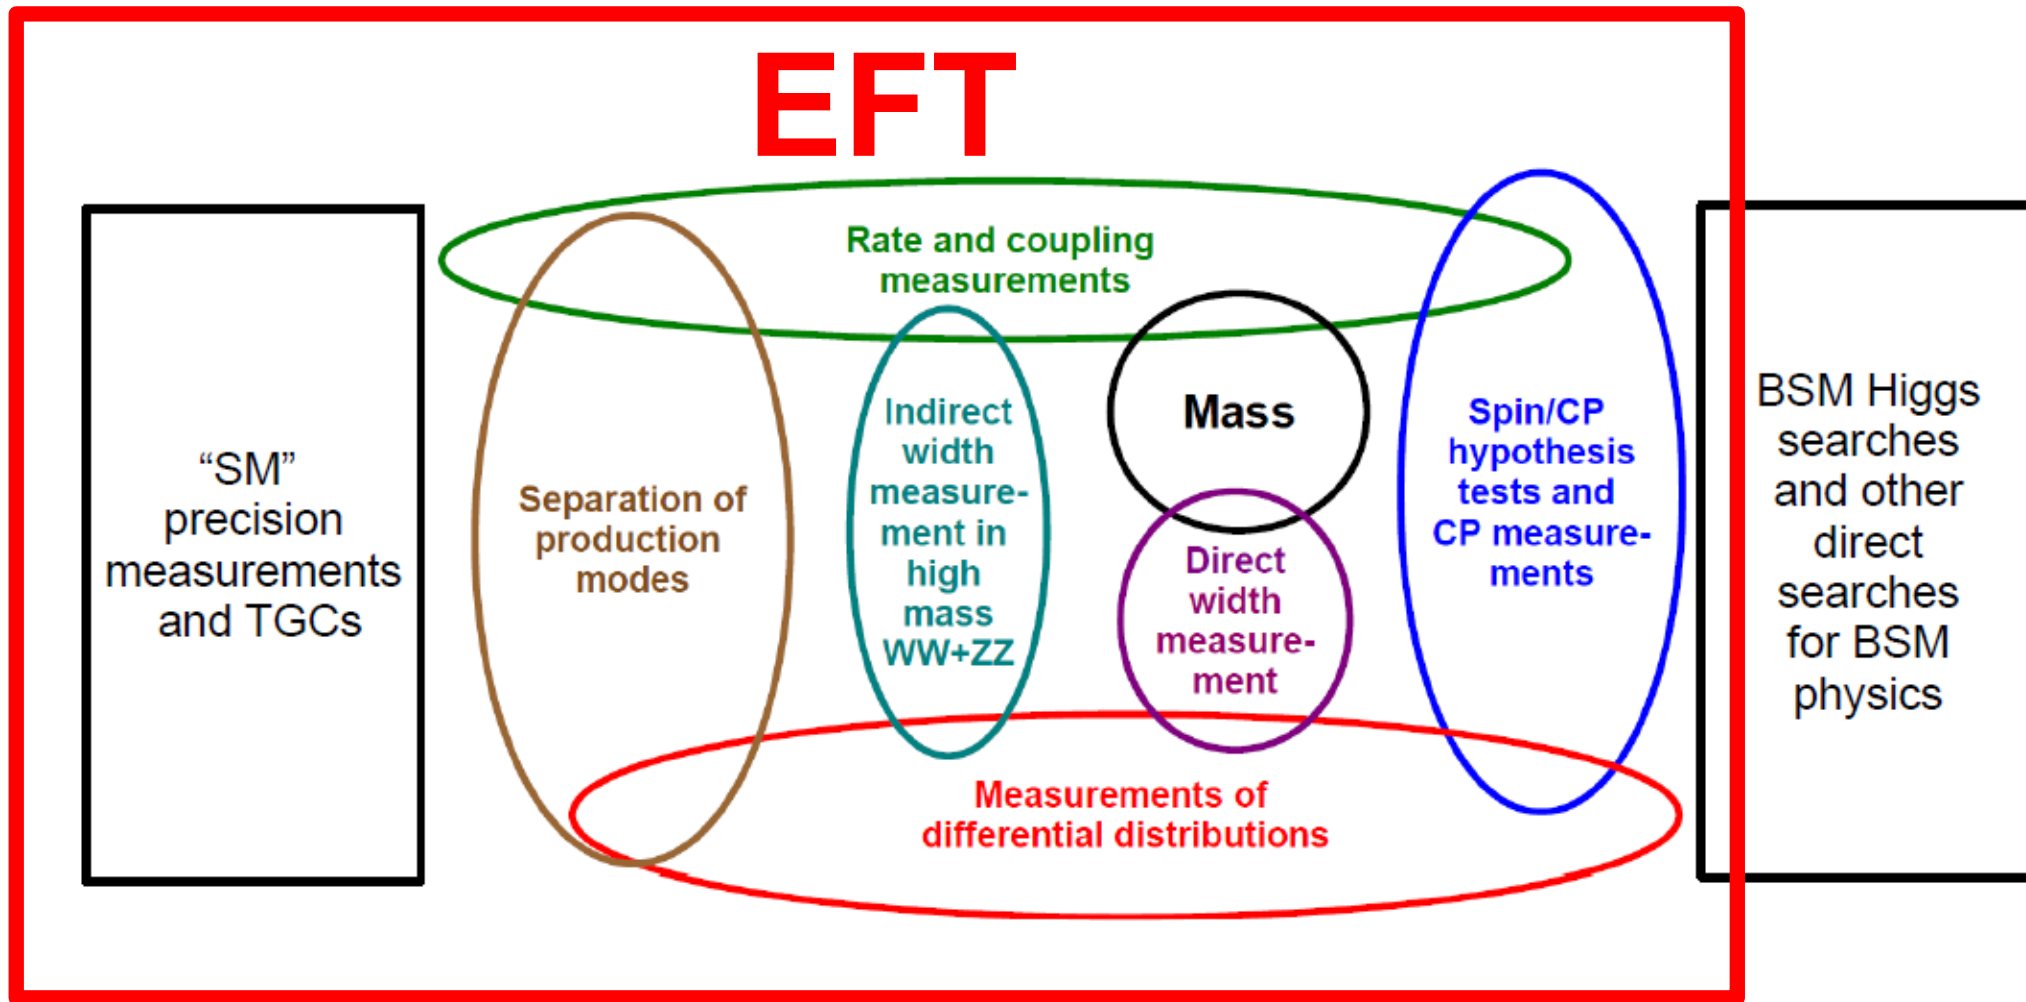 EFT
Rate and coupling
measurements
“SM”
precision
measurements
and TGCs
Separation of
production
modes
Indirect
width
measure-
ment in
high
mass
WW+ZZ
Mass
Direct
width
measure-
ment
Spin/CP
hypothesis
tests and
CP measure-
ments
BSM Higgs
searches
and other
direct
searches
for BSM
physics
Measurements of
differential distributions